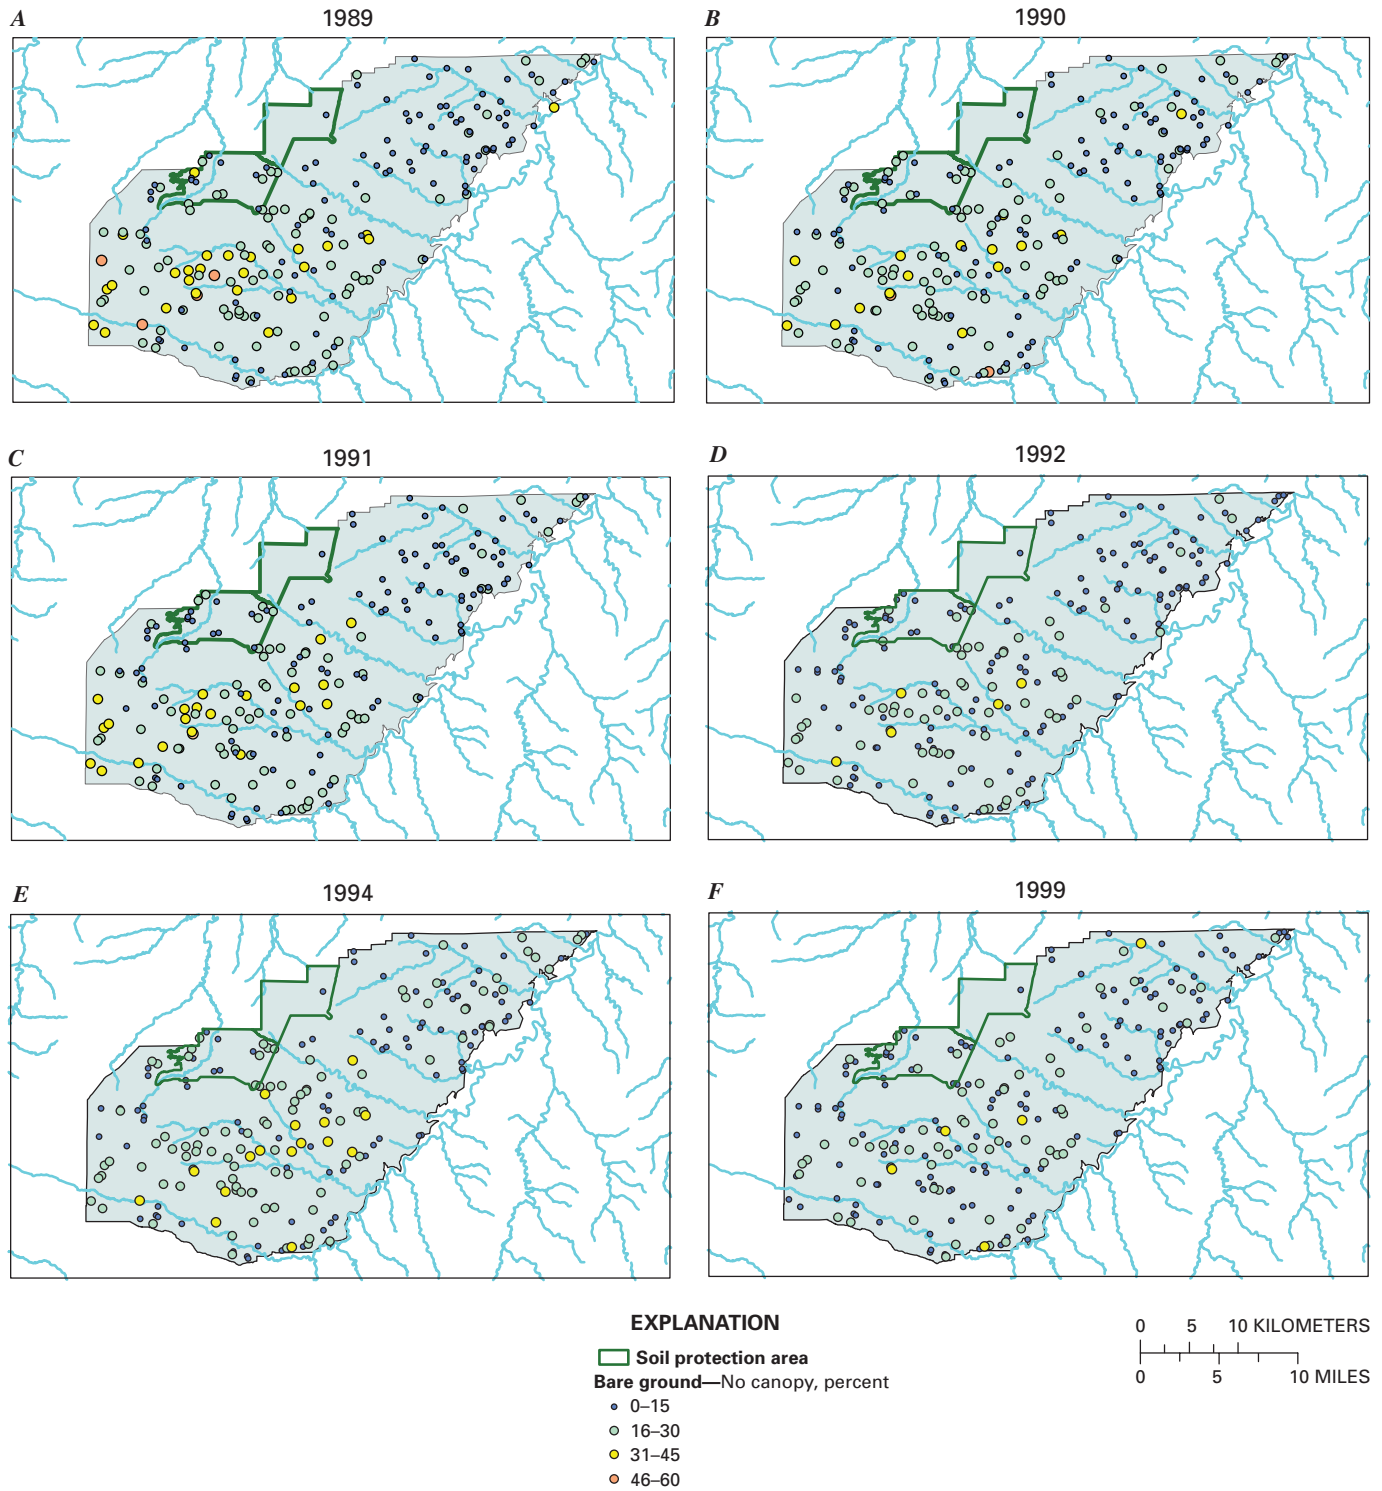 A 1989
B 1990
C 1991
D 1992
E 1994
F 1999
EXPLANATION
Soil protection area
Bare ground—No canopy, percent
0–15
16–30
31–45
46–60
0 5 10 KILOMETERS
0 5 10 MILES